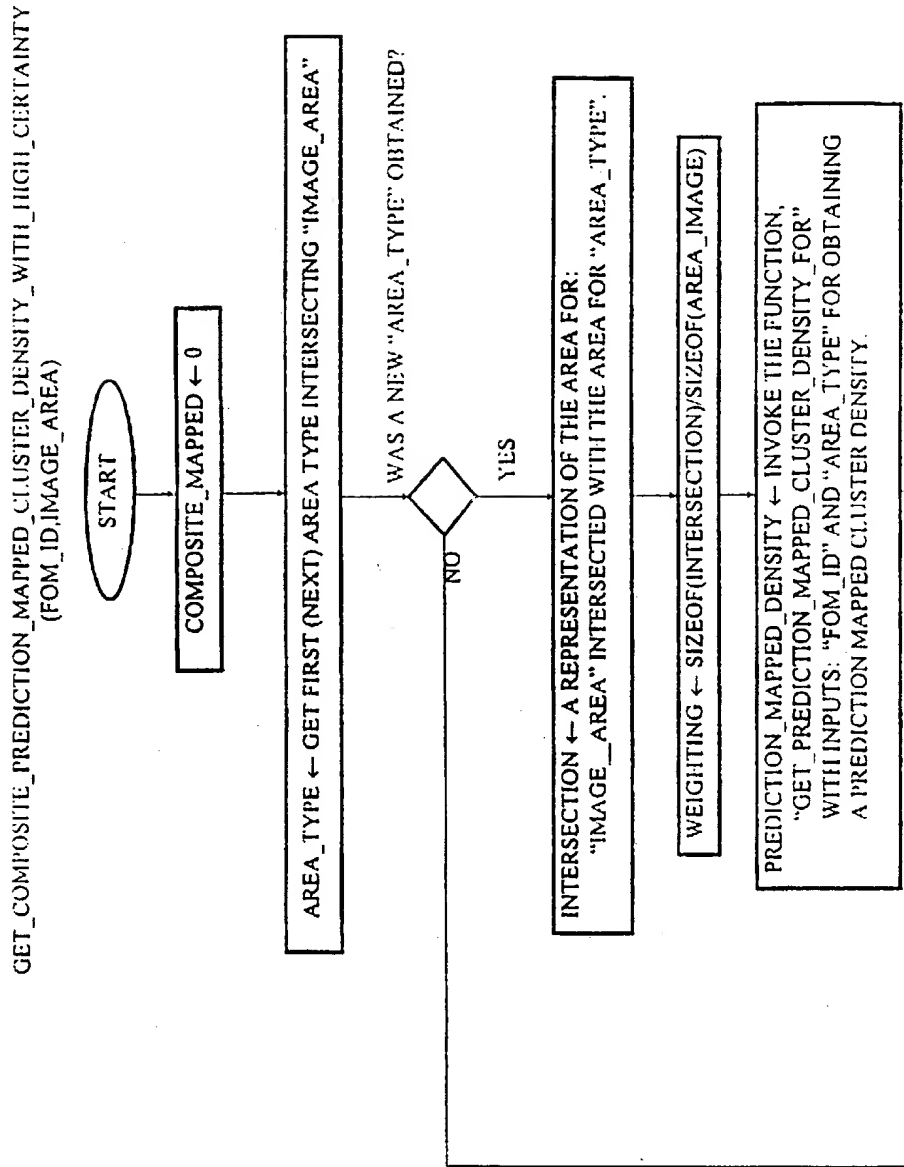 GET_COMPOSITE_PREDICTION_MAPPED_CLUSTER_DENSITY_WITH_HIGH_CERTAINTY
(FOM_ID,IMAGE_AREA)
START
COMPOSITE_MAPPED ← 0
AREA_TYPE ← GET FIRST (NEXT) AREA TYPE INTERSECTING "IMAGE_AREA"
WAS A NEW "AREA_TYPE" OBTAINED?
NO
YES
INTERSECTION ← A REPRESENTATION OF THE AREA FOR:
"IMAGE__AREA" INTERSECTED WITH THE AREA FOR "AREA_TYPE".
WEIGHTING ← SIZEOF(INTERSECTION)/SIZEOF(AREA_IMAGE)
PREDICTION_MAPPED_DENSITY ← INVOKE THE FUNCTION,
"GET_PREDICTION_MAPPED_CLUSTER_DENSITY_FOR"
WITH INPUTS: "FOM_ID" AND "AREA_TYPE" FOR OBTAINING
A PREDICTION MAPPED CLUSTER DENSITY.